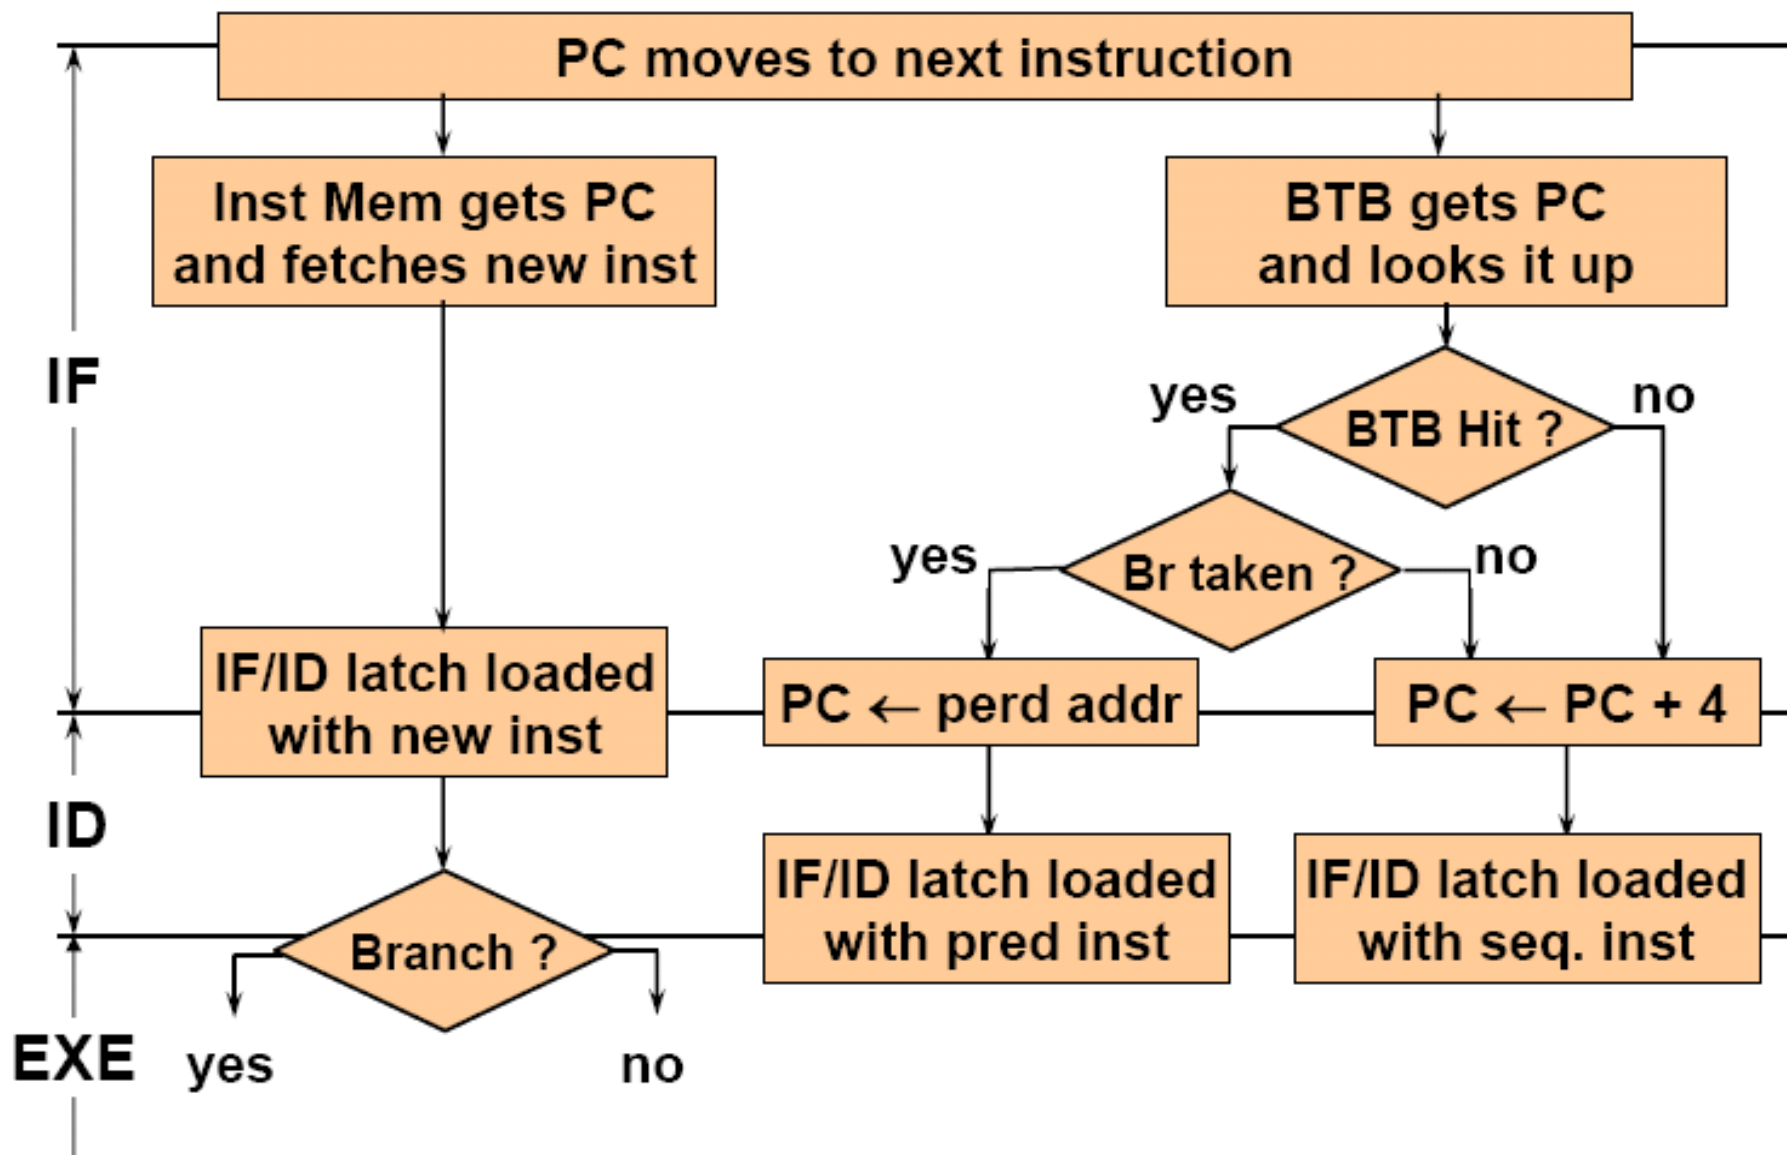 PC moves to next instruction
Inst Mem gets PC
and fetches new inst
BTB gets PC
and looks it up
IF
yes
BTB Hit ?
no
yes
Br taken ?
no
IF/ID latch loaded
with new inst
PC ← perd addr
PC ← PC + 4
ID
IF/ID latch loaded
with pred inst
IF/ID latch loaded
with seq. inst
Branch ?
EXE
yes
no